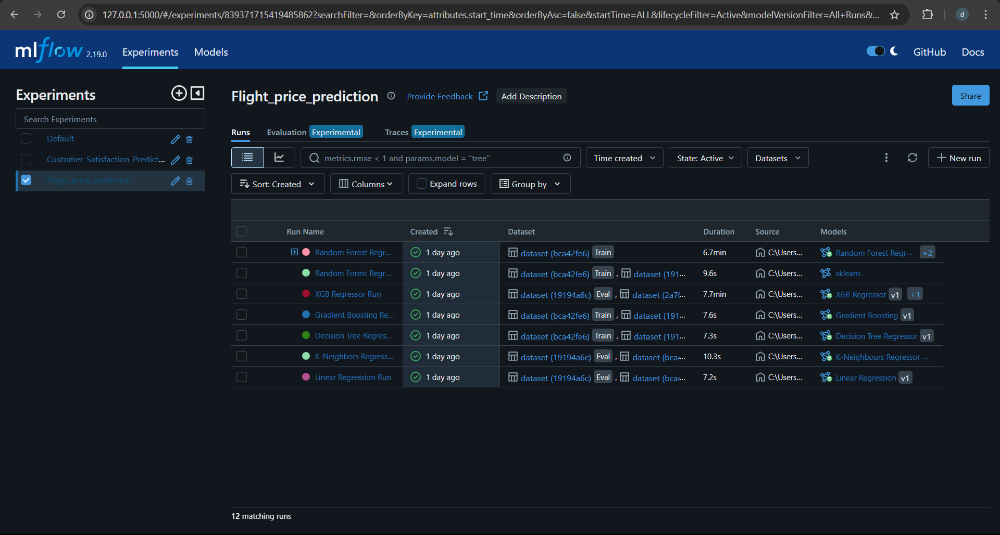 127.0.0.1:5000/#/experiments/839371715419485862?searchFilter=&orderByKey=attributes.start_time&orderByAsc=false&startTime=ALL&lifecycleFilter=Active&modelVersionFilter=All+Runs&...
d
mlflow 2.19.0 Experiments Models GitHub Docs
Experiments
Search Experiments
Default
Customer_Satisfaction_Predict...
Flight_price_prediction
Flight_price_prediction Provide Feedback Add Description Share
Runs Evaluation Experimental Traces Experimental
metrics.rmse < 1 and params.model = "tree" Time created State: Active Datasets New run
Sort: Created Columns Expand rows Group by
Run Name Created Dataset Duration Source Models
Random Forest Regr... 1 day ago dataset (bca42fe6) Train 6.7min C:\Users... Random Forest Regr... +2
Random Forest Regr... 1 day ago dataset (bca42fe6) Train , dataset (191... 9.6s C:\Users... sklearn
XGB Regressor Run 1 day ago dataset (19194a6c) Eval , dataset (2a7(... 7.7min C:\Users... XGB Regressor v1 +1
Gradient Boosting Re... 1 day ago dataset (bca42fe6) Train , dataset (191... 7.6s C:\Users... Gradient Boosting v1
Decision Tree Regres... 1 day ago dataset (bca42fe6) Train , dataset (191... 7.3s C:\Users... Decision Tree Regressor v1
K-Neighbors Regress... 1 day ago dataset (19194a6c) Eval , dataset (bca... 10.3s C:\Users... K-Neighbours Regressor ...
Linear Regression Run 1 day ago dataset (19194a6c) Eval , dataset (bca... 7.2s C:\Users... Linear Regression v1
12 matching runs